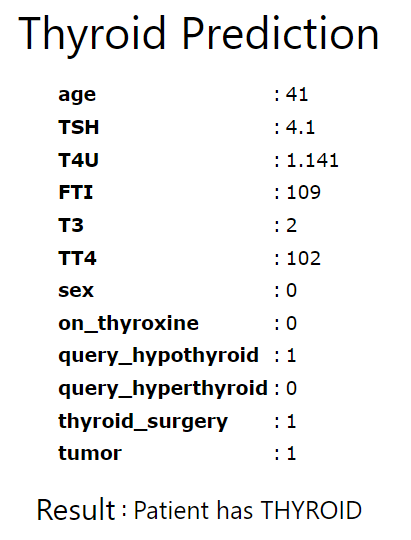 Thyroid Prediction
age : 41
TSH : 4.1
T4U : 1.141
FTI : 109
T3 : 2
TT4 : 102
sex : 0
on_thyroxine : 0
query_hypothyroid : 1
query_hyperthyroid : 0
thyroid_surgery : 1
tumor : 1
Result : Patient has THYROID